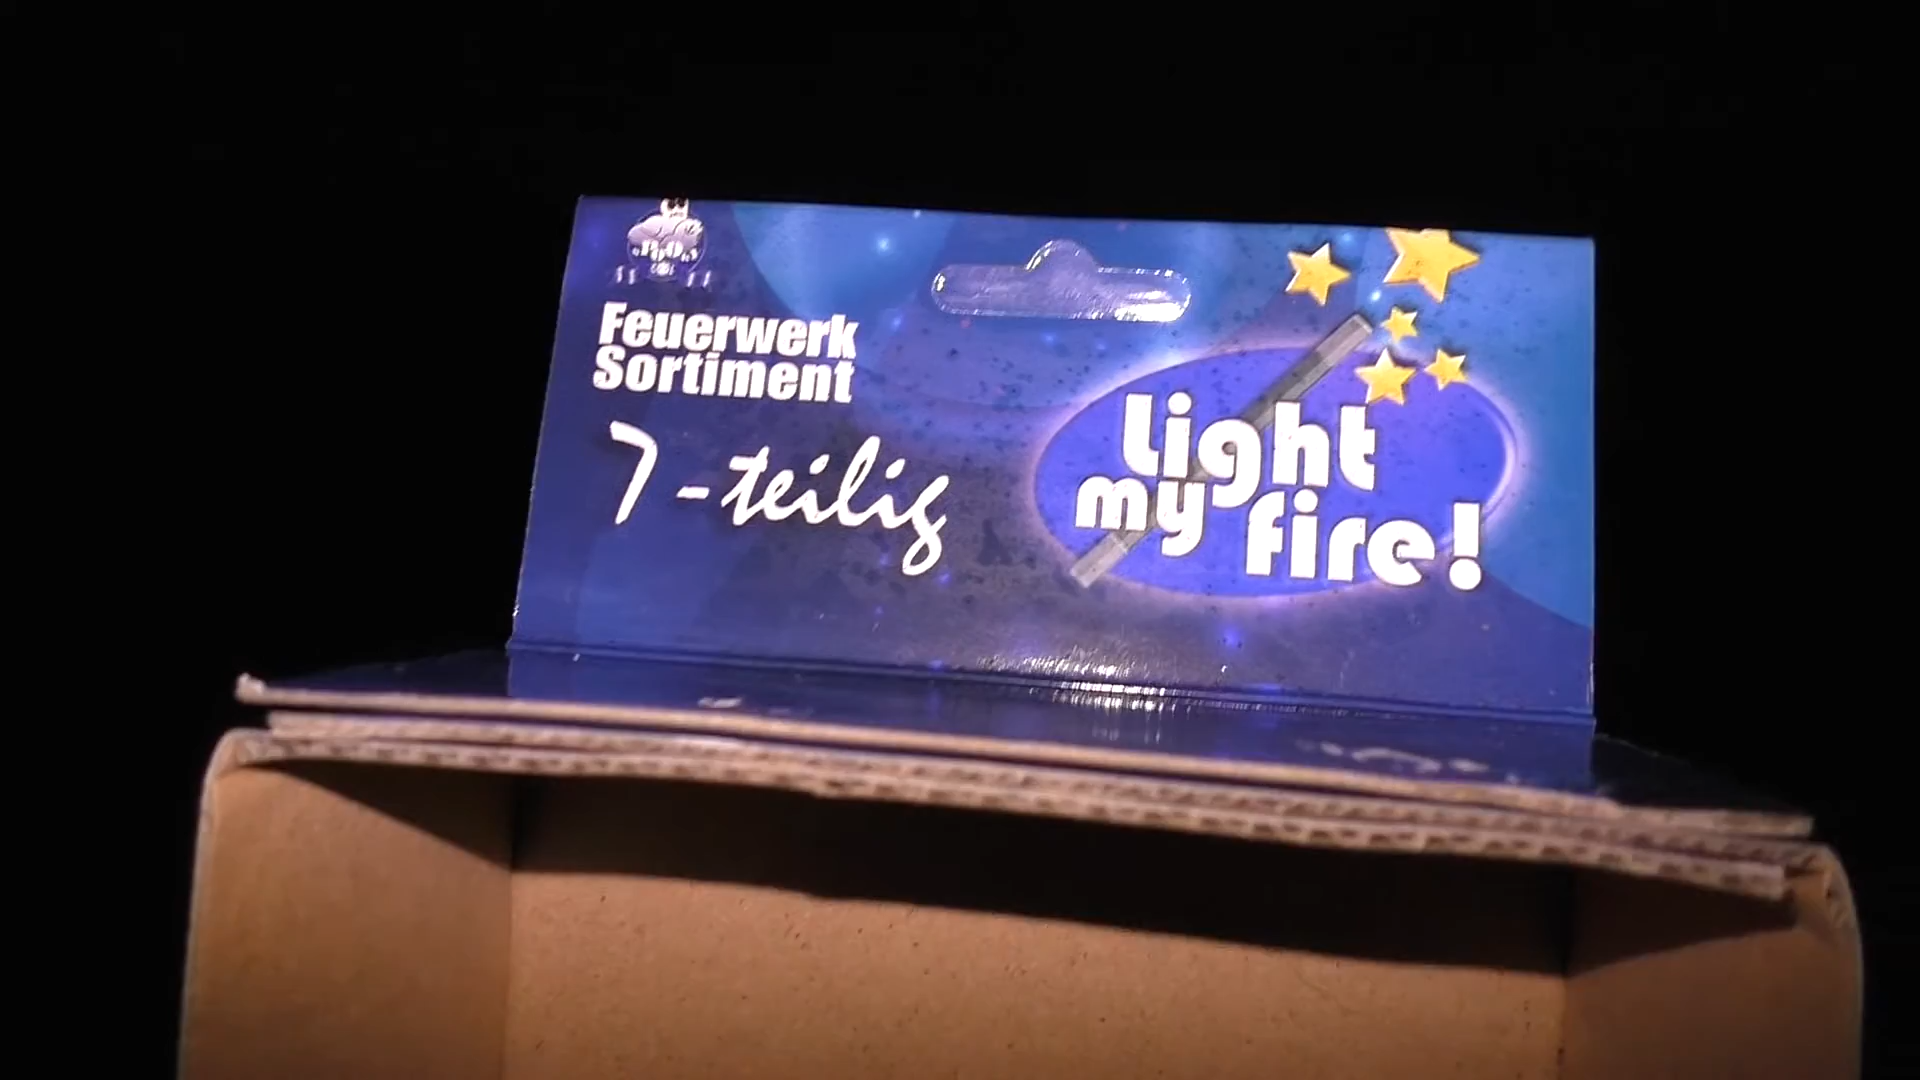 Feuerwerk
Sortiment
7-teilig
Light
my fire!